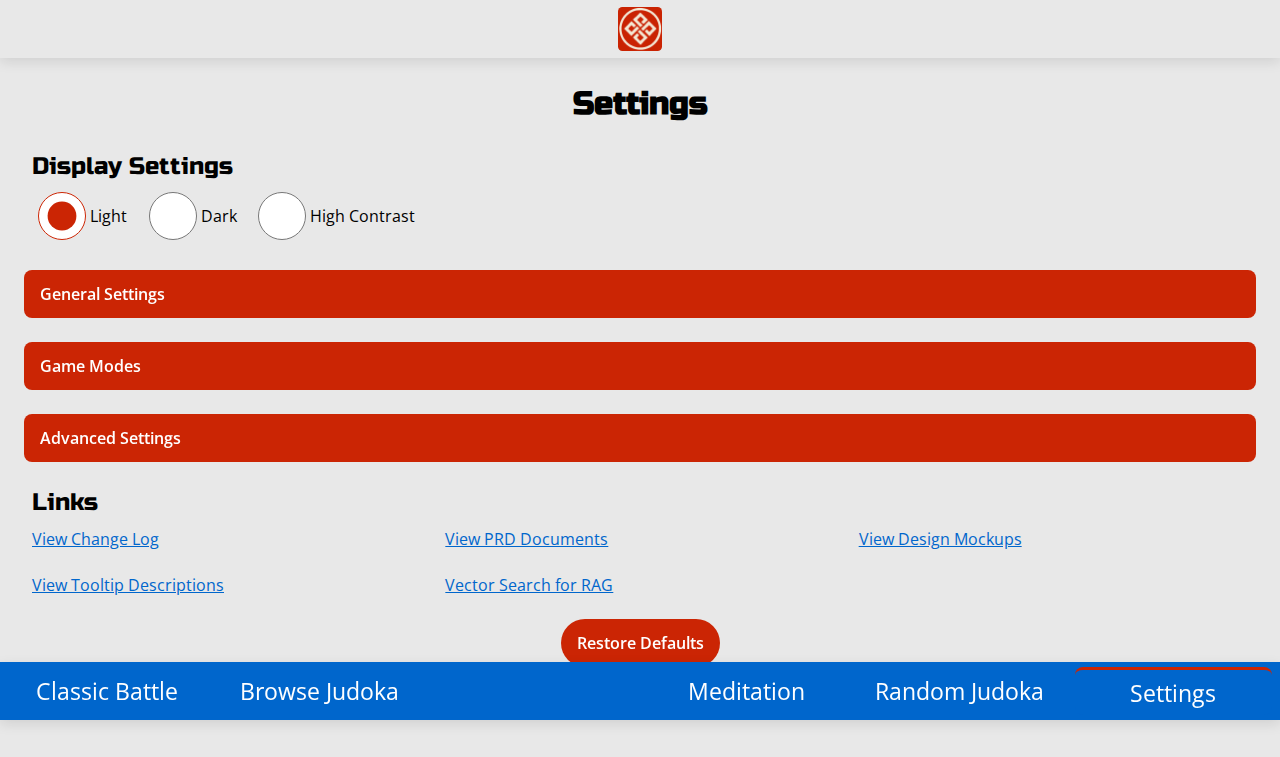 Settings
Display Settings
Light Dark High Contrast
General Settings
Game Modes
Advanced Settings
Links
View Change Log View PRD Documents View Design Mockups
View Tooltip Descriptions Vector Search for RAG
Restore Defaults
Classic Battle Browse Judoka Meditation Random Judoka Settings